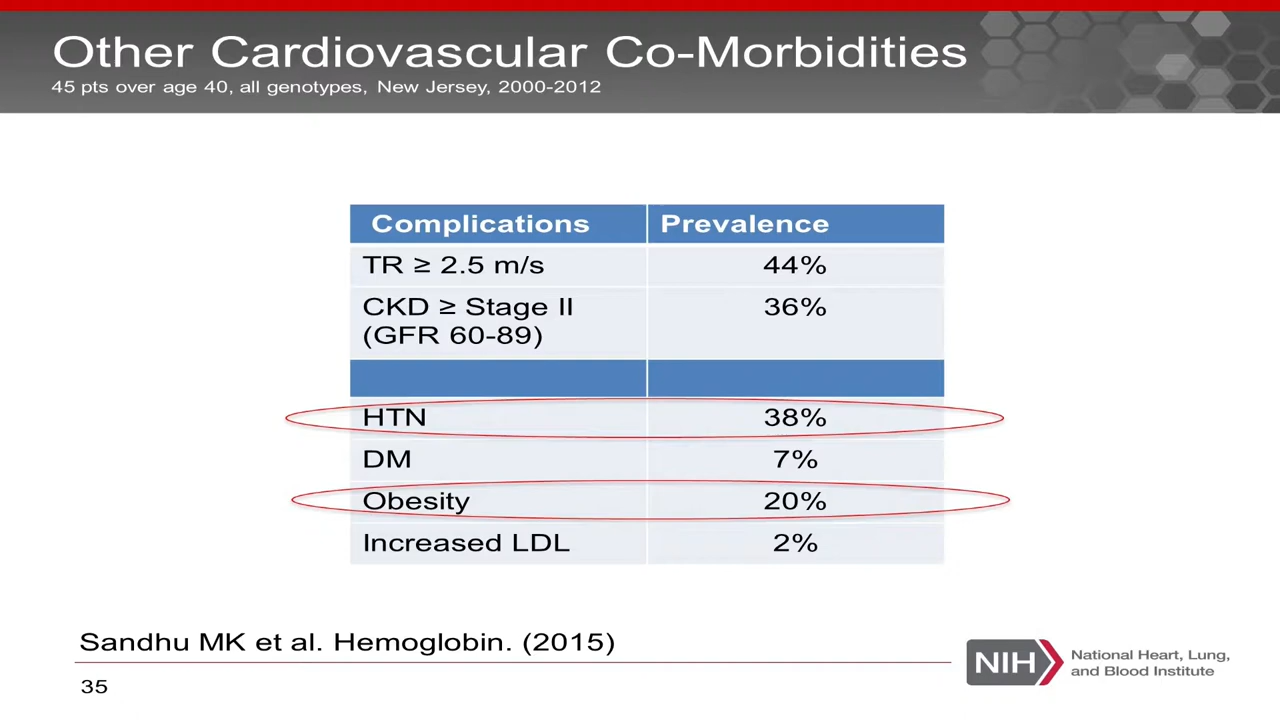 Other Cardiovascular Co-Morbidities
45 pts over age 40, all genotypes, New Jersey, 2000-2012
Complications Prevalence
TR ≥ 2.5 m/s 44%
CKD ≥ Stage II 36%
(GFR 60-89)
HTN 38%
DM 7%
Obesity 20%
Increased LDL 2%
Sandhu MK et al. Hemoglobin. (2015)
35
NIH National Heart, Lung,
and Blood Institute